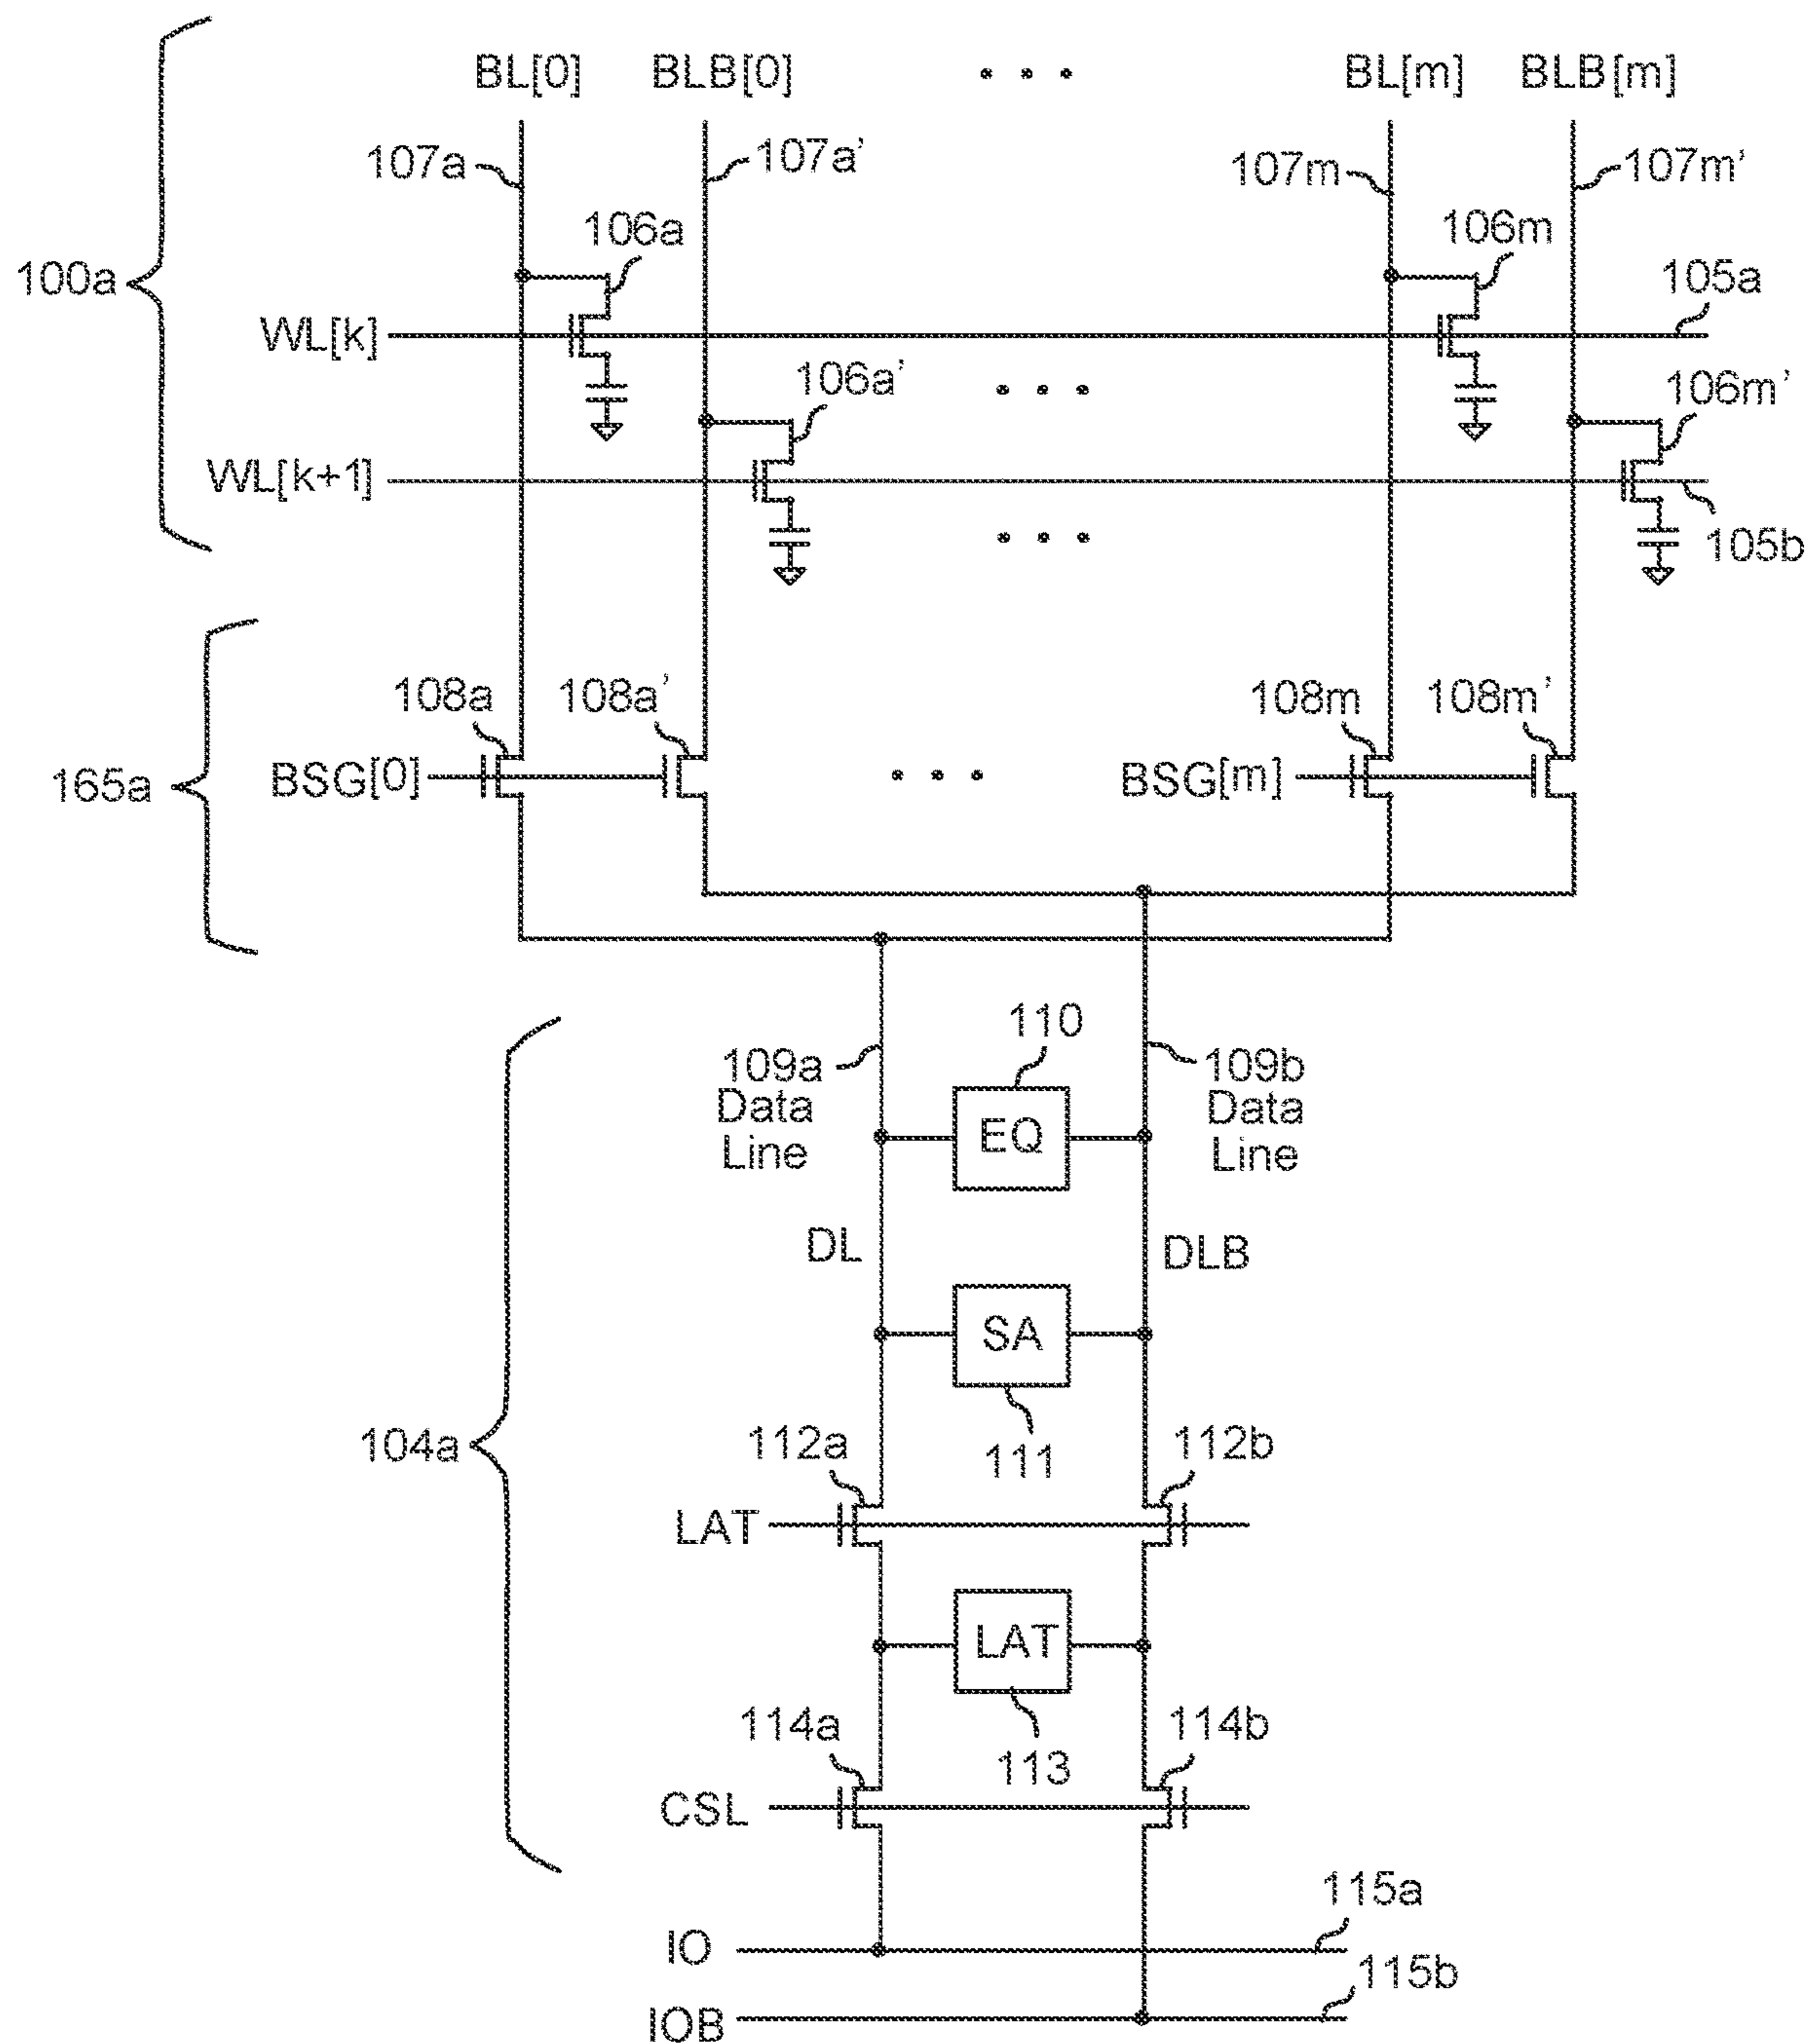 BL[0] BLB[0] BL[m] BLB[m]
107a 107a' 107m 107m'
106a 106m
100a 105a
WL[k]
106a' 106m'
WL[k+1]
105b
108a 108a' 108m 108m'
165a BSG[0] BSG[m]
110
109a 109b
Data Data
Line Line
EQ
DL DLB
SA
104a 112a 111 112b
LAT
LAT
114a 114b
113
CSL
115a
IO
115b
IOB